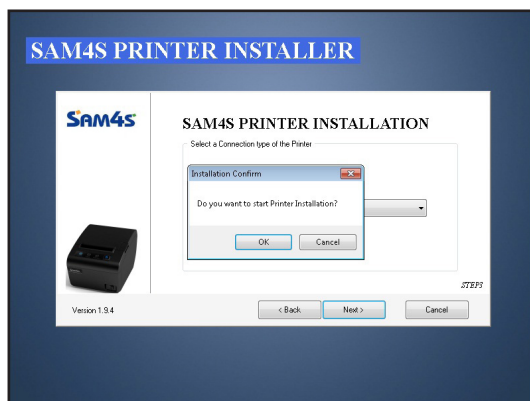 SAM4S PRINTER INSTALLER
SAM4S
SAM4S PRINTER INSTALLATION
Select a Connection type of the Printer
Installation Confirm
Do you want to start Printer Installation?
OK
Cancel
STEP3
Version 1.9.4
< Back
Next >
Cancel